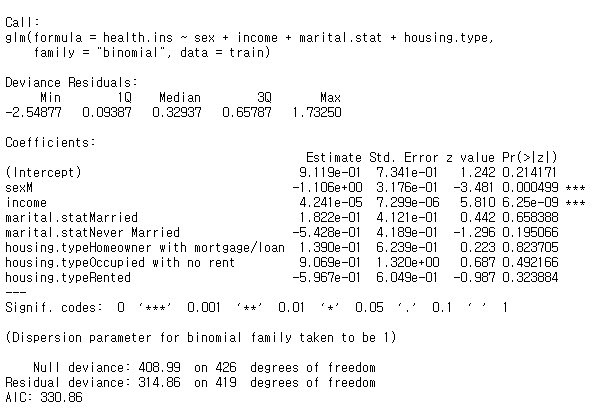 Call:
glm(formula = health.ins ~ sex + income + marital.stat + housing.type,
    family = "binomial", data = train)

Deviance Residuals:
     Min       1Q   Median       3Q      Max
-2.54877  0.09387  0.32937  0.65787  1.73250

Coefficients:
                                      Estimate Std. Error z value Pr(>|z|)
(Intercept)                          9.119e-01  7.341e-01   1.242 0.214171
sexM                                -1.106e+00  3.176e-01  -3.481 0.000499 ***
income                               4.241e-05  7.299e-06   5.810 6.25e-09 ***
marital.statMarried                  1.822e-01  4.121e-01   0.442 0.658388
marital.statNever Married           -5.428e-01  4.189e-01  -1.296 0.195066
housing.typeHomeowner with mortgage/loan 1.390e-01  6.239e-01   0.223 0.823705
housing.typeOccupied with no rent    9.069e-01  1.320e+00   0.687 0.492166
housing.typeRented                  -5.967e-01  6.049e-01  -0.987 0.323884
---
Signif. codes:  0 ‘***’ 0.001 ‘**’ 0.01 ‘*’ 0.05 ‘.’ 0.1 ‘ ’ 1

(Dispersion parameter for binomial family taken to be 1)

    Null deviance: 408.99  on 426  degrees of freedom
Residual deviance: 314.86  on 419  degrees of freedom
AIC: 330.86